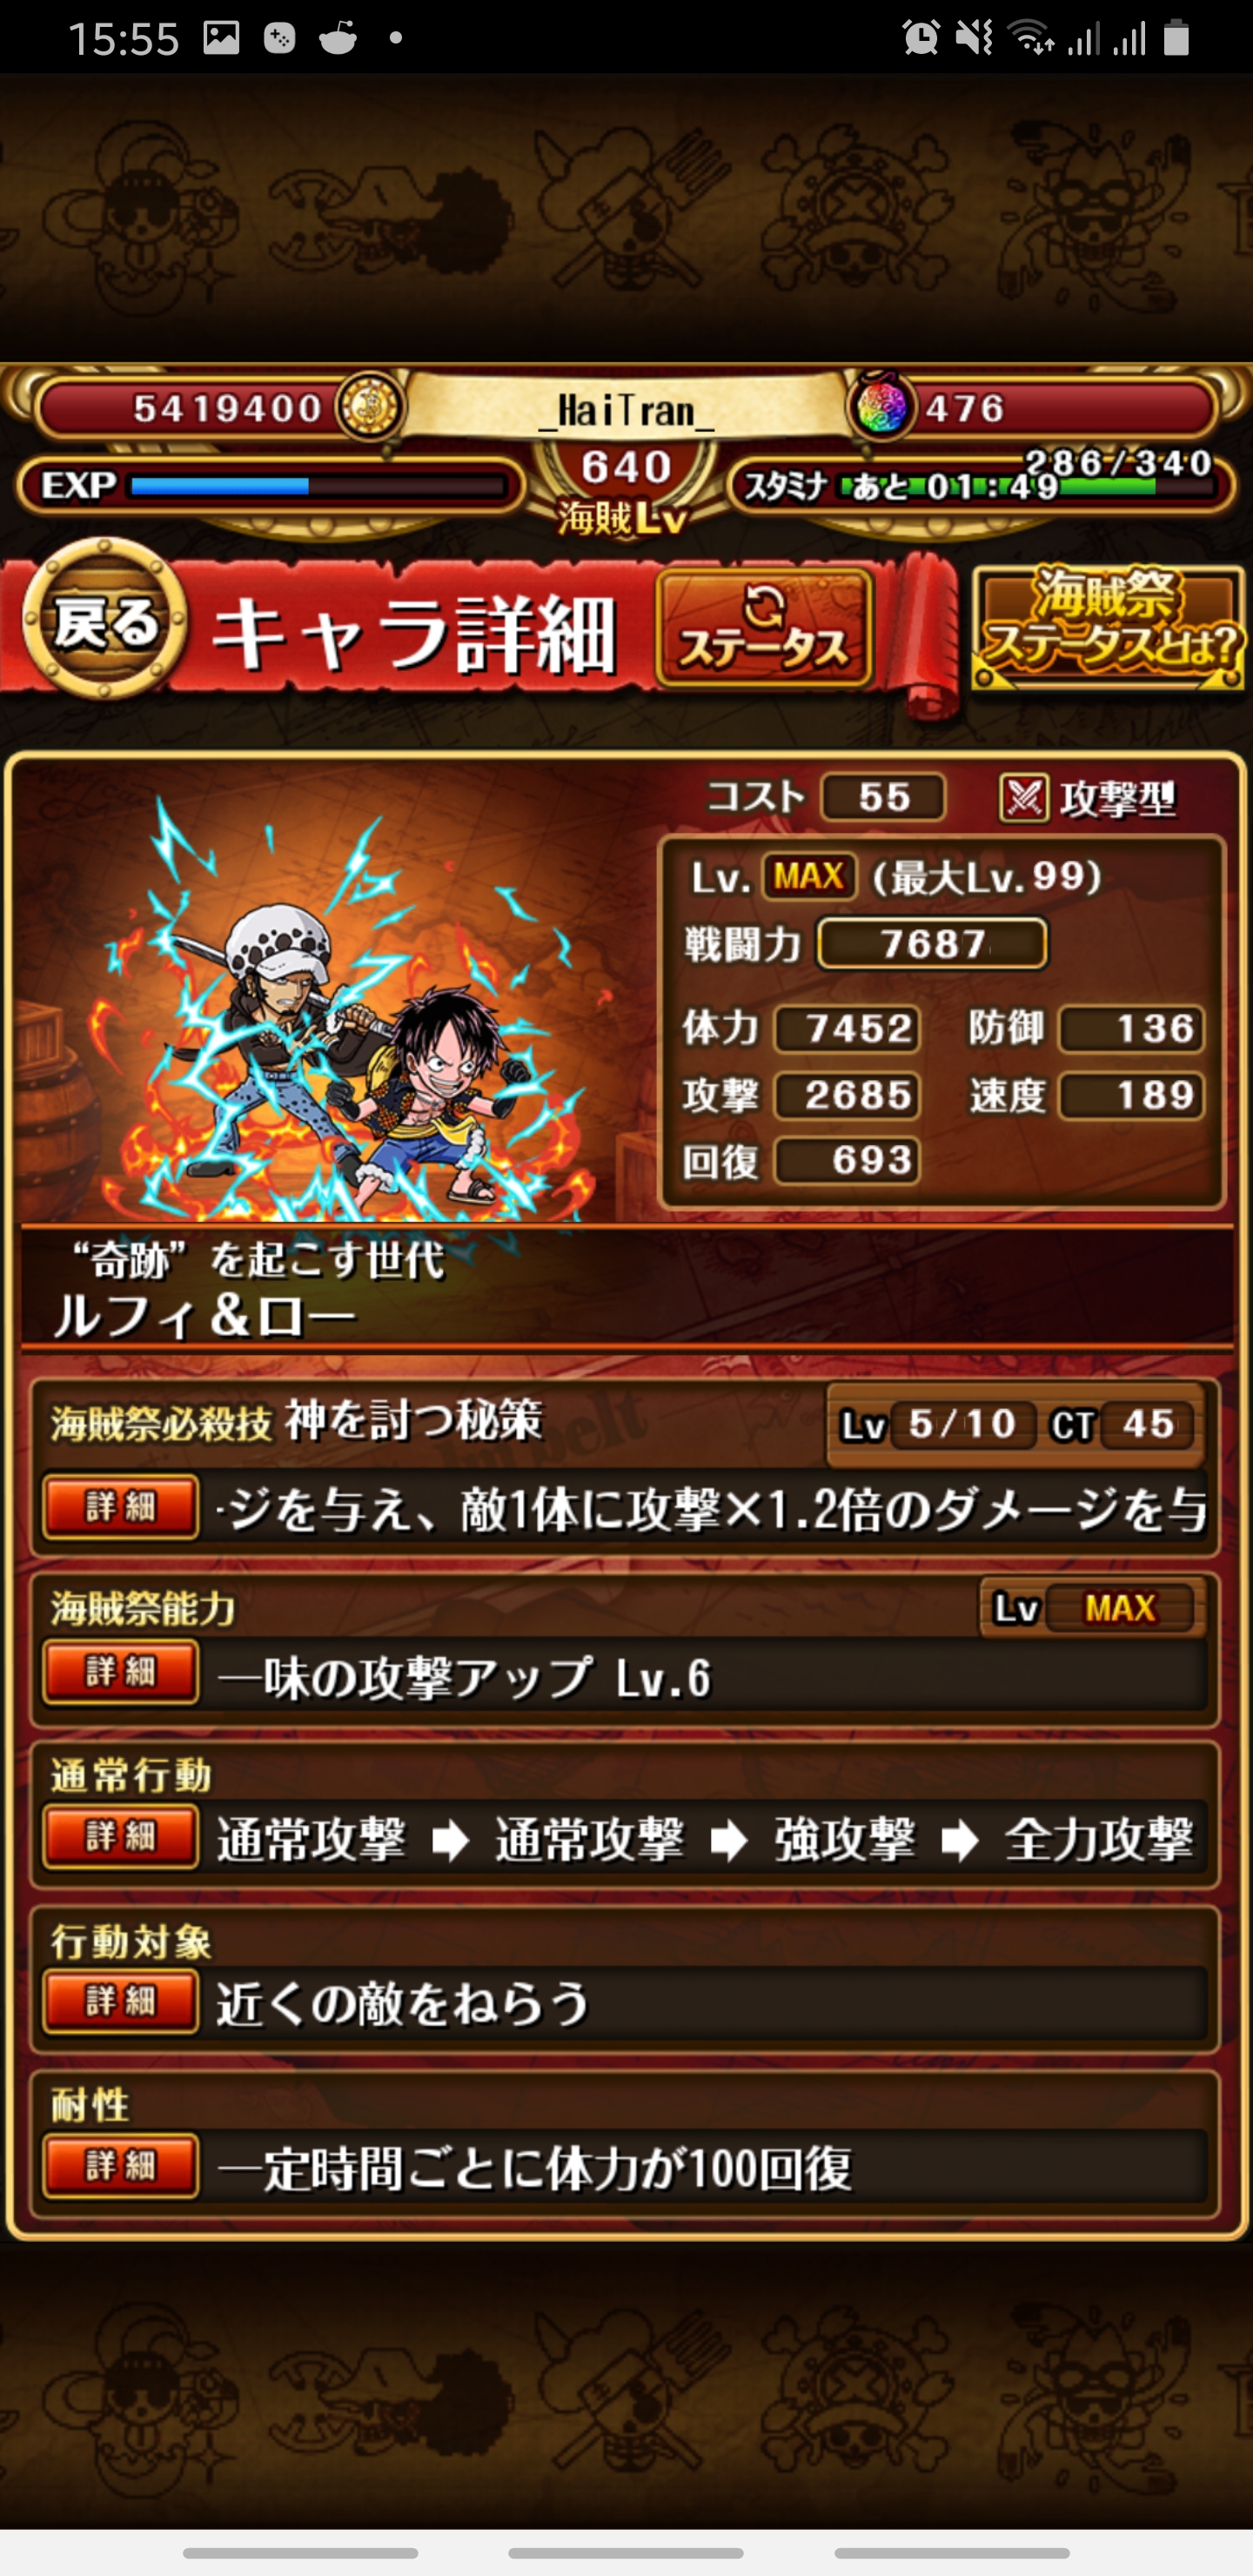 15:55
5419400
_HaiTran_
476
EXP
640
海賊Lv
スタミナ あと 01:49
286/340
戻る
キャラ詳細
ステータス
海賊祭
ステータスとは?
コスト 55
攻撃型
Lv. MAX (最大Lv.99)
戦闘力 7687
体力 7452 防御 136
攻撃 2685 速度 189
回復 693
“奇跡”を起こす世代
ルフィ&ロー
海賊祭必殺技 神を討つ秘策
Lv 5/10 CT 45
詳細 ージを与え、敵1体に攻撃×1.2倍のダメージを与
海賊祭能力
Lv MAX
詳細 一味の攻撃アップ Lv.6
通常行動
詳細 通常攻撃 ➡ 通常攻撃 ➡ 強攻撃 ➡ 全力攻撃
行動対象
詳細 近くの敵をねらう
耐性
詳細 一定時間ごとに体力が100回復